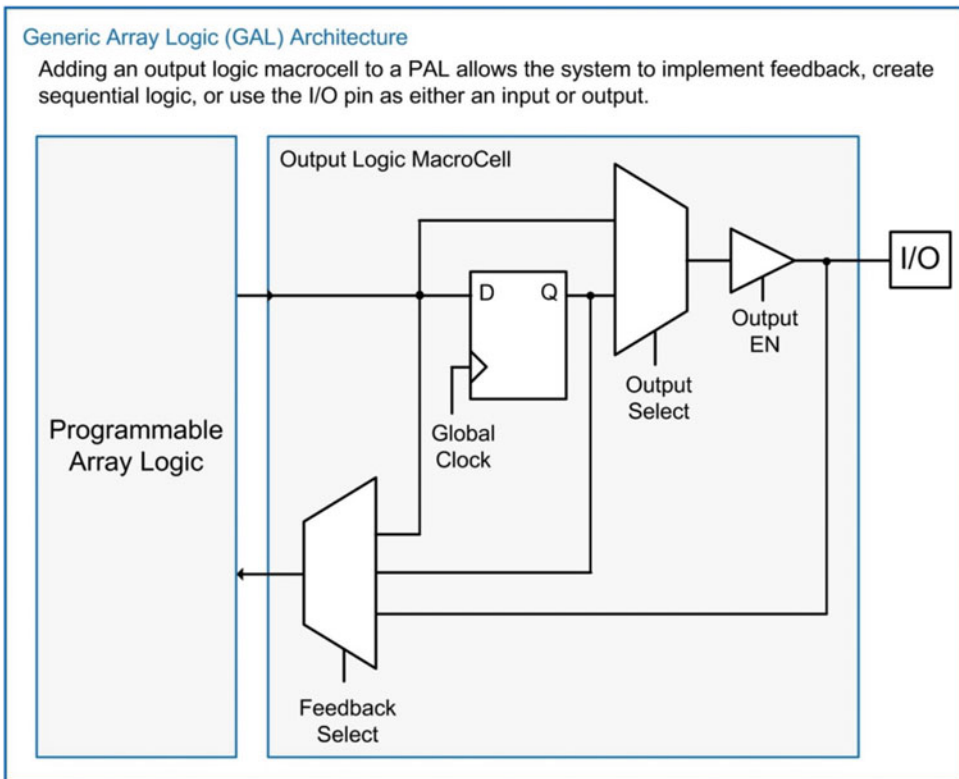 Generic Array Logic (GAL) Architecture
Adding an output logic macrocell to a PAL allows the system to implement feedback, create
sequential logic, or use the I/O pin as either an input or output.
Output Logic MacroCell
I/O
D Q
Output
EN
Output
Select
Global
Clock
Programmable
Array Logic
Feedback
Select